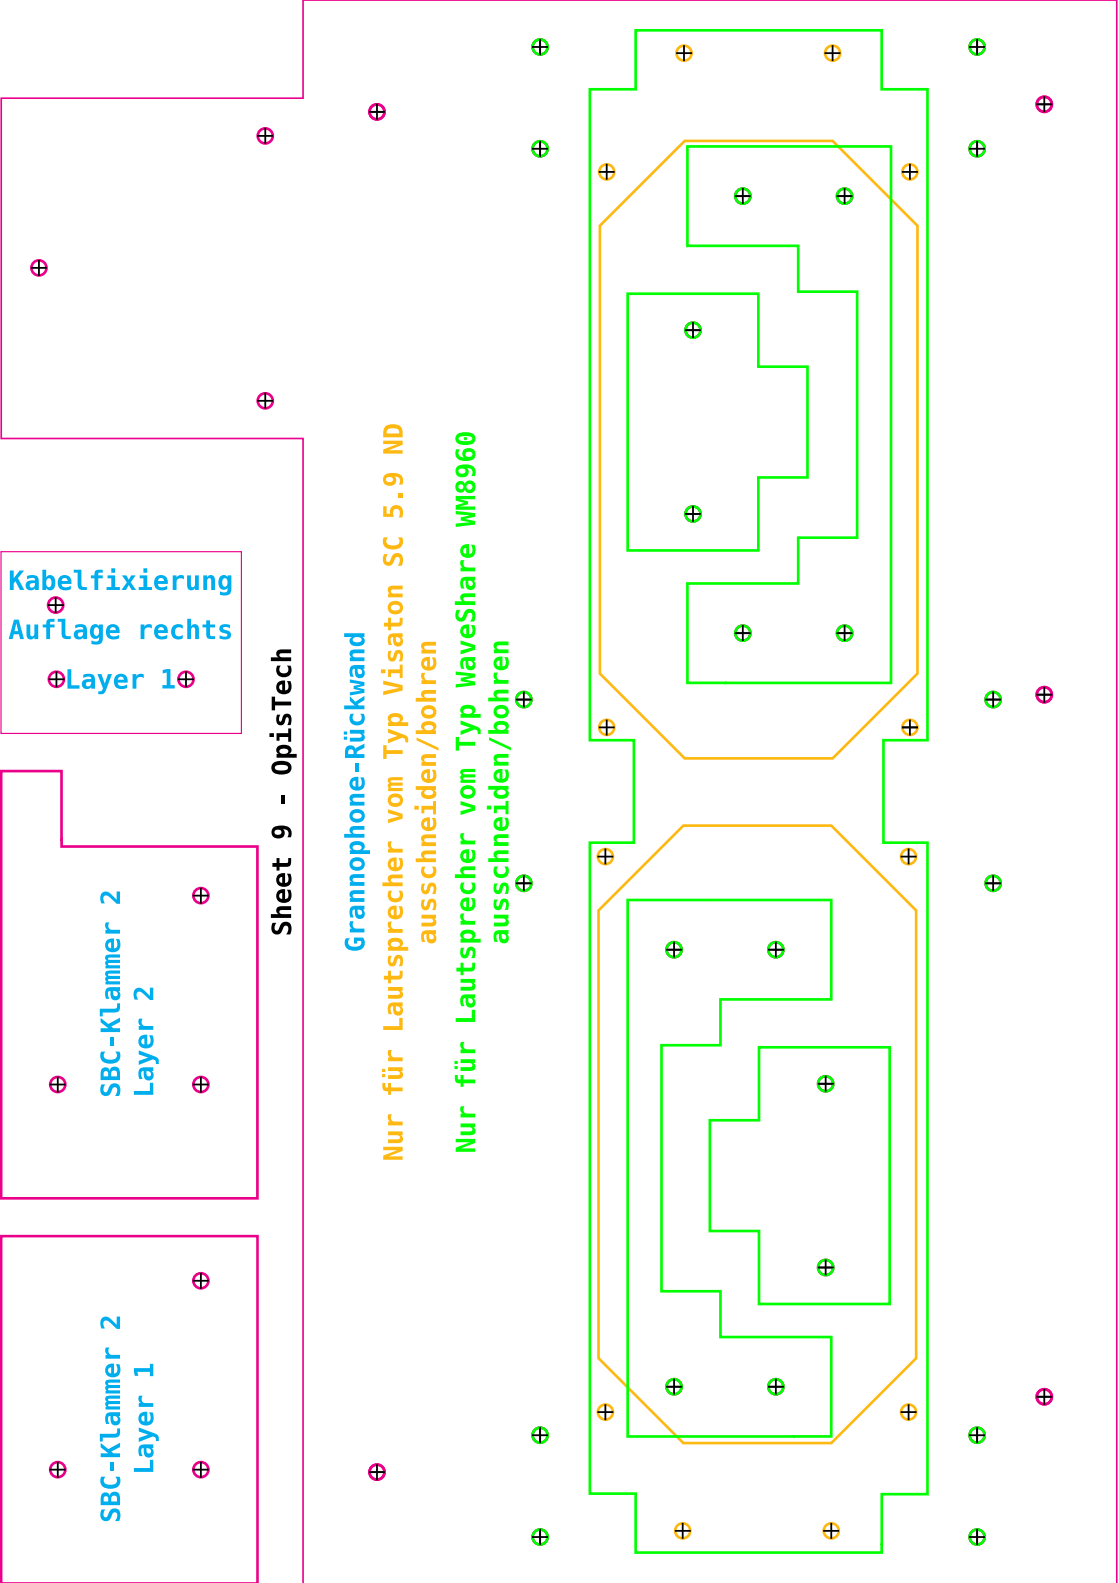 Kabelfixierung
Auflage rechts
Layer 1
SBC-Klammer 2
Layer 2
SBC-Klammer 2
Layer 1
Sheet 9 - OpisTech
Grannophone-Rückwand
Nur für Lautsprecher vom Typ Visaton SC 5.9 ND
ausschneiden/bohren
Nur für Lautsprecher vom Typ WaveShare WM8960
ausschneiden/bohren